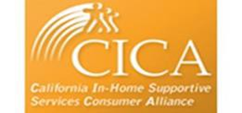 CICA
California In-Home Supportive
Services Consumer Alliance